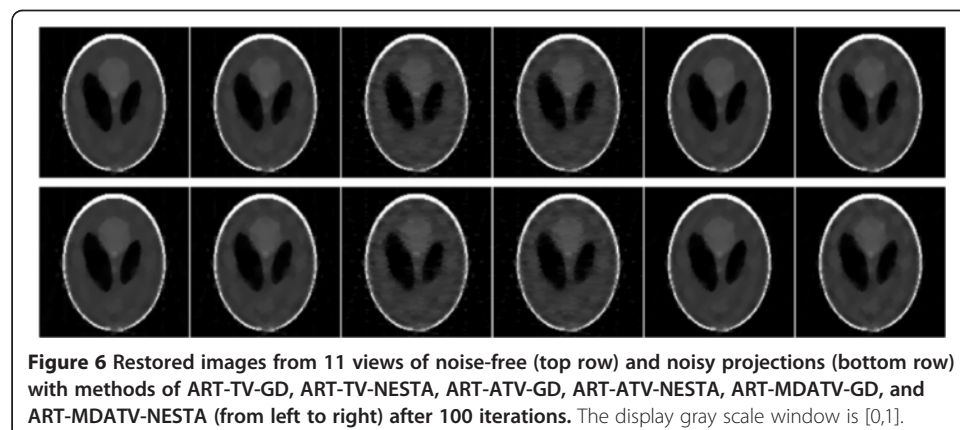 Figure 6 Restored images from 11 views of noise-free (top row) and noisy projections (bottom row)
with methods of ART-TV-GD, ART-TV-NESTA, ART-ATV-GD, ART-ATV-NESTA, ART-MDATV-GD, and
ART-MDATV-NESTA (from left to right) after 100 iterations. The display gray scale window is [0,1].